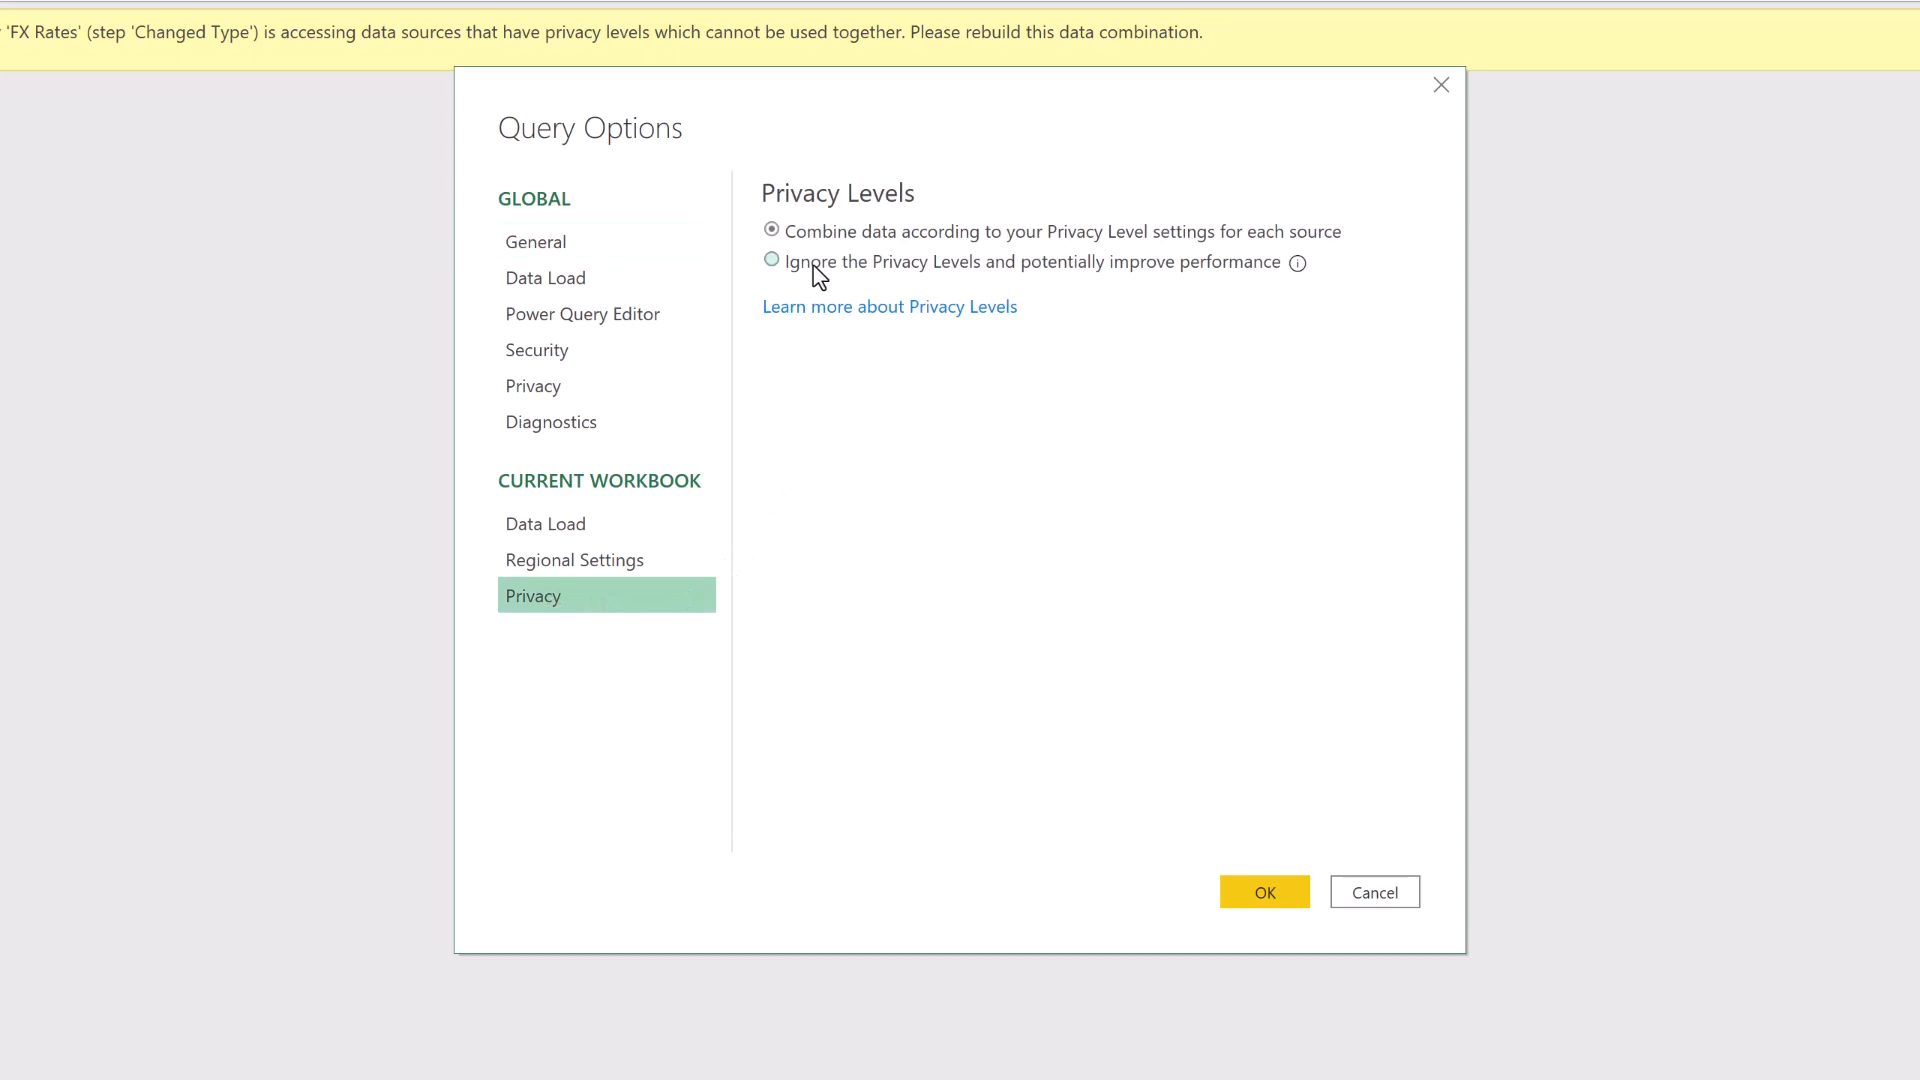 'FX Rates' (step 'Changed Type') is accessing data sources that have privacy levels which cannot be used together. Please rebuild this data combination.
Query Options
GLOBAL
General
Data Load
Power Query Editor
Security
Privacy
Diagnostics
CURRENT WORKBOOK
Data Load
Regional Settings
Privacy
Privacy Levels
Combine data according to your Privacy Level settings for each source
Ignore the Privacy Levels and potentially improve performance
Learn more about Privacy Levels
OK
Cancel